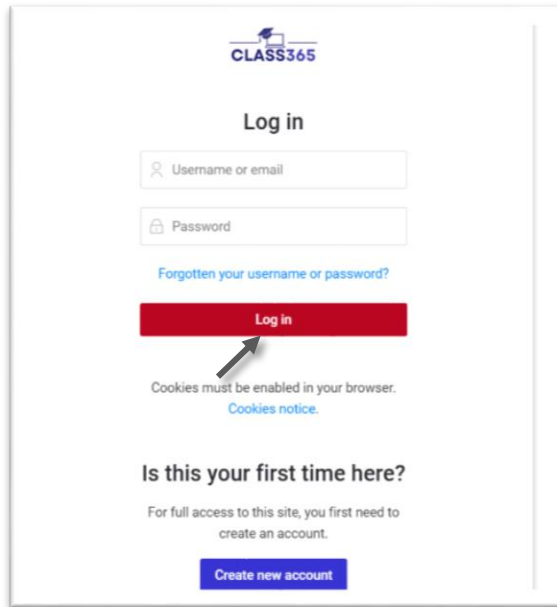 CLASS365
Log in
Username or email
Password
Forgotten your username or password?
Log in
Cookies must be enabled in your browser.
Cookies notice.
Is this your first time here?
For full access to this site, you first need to
create an account.
Create new account